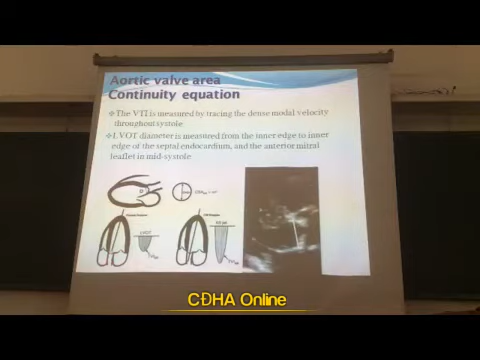 Aortic valve area
Continuity equation
The VTI is measured by tracing the dense modal velocity
throughout systole
LVOT diameter is measured from the inner edge to inner
edge of the septal endocardium, and the anterior mitral
leaflet in mid-systole
CĐHA Online